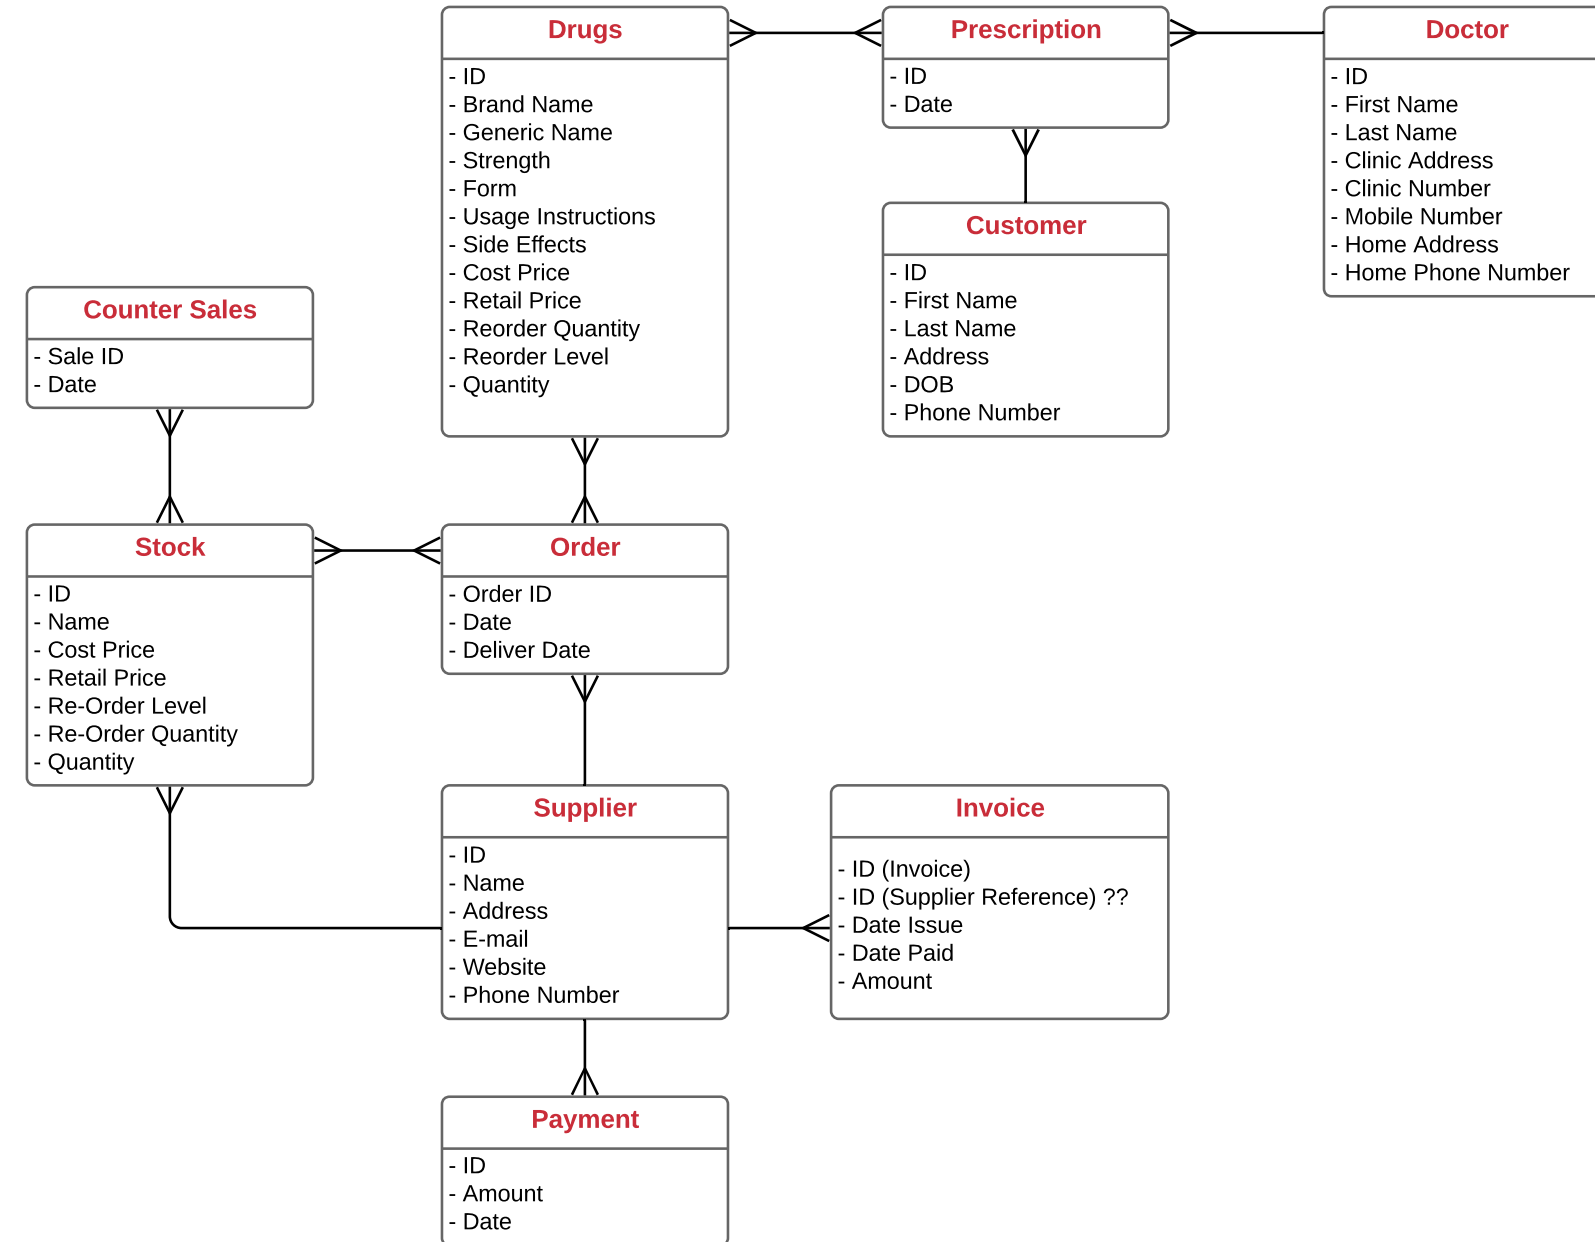 Drugs
- ID
- Brand Name
- Generic Name
- Strength
- Form
- Usage Instructions
- Side Effects
- Cost Price
- Retail Price
- Reorder Quantity
- Reorder Level
- Quantity
Prescription
- ID
- Date
Doctor
- ID
- First Name
- Last Name
- Clinic Address
- Clinic Number
- Mobile Number
- Home Address
- Home Phone Number
Customer
- ID
- First Name
- Last Name
- Address
- DOB
- Phone Number
Counter Sales
- Sale ID
- Date
Stock
- ID
- Name
- Cost Price
- Retail Price
- Re-Order Level
- Re-Order Quantity
- Quantity
Order
- Order ID
- Date
- Deliver Date
Supplier
- ID
- Name
- Address
- E-mail
- Website
- Phone Number
Invoice
- ID (Invoice)
- ID (Supplier Reference) ??
- Date Issue
- Date Paid
- Amount
Payment
- ID
- Amount
- Date